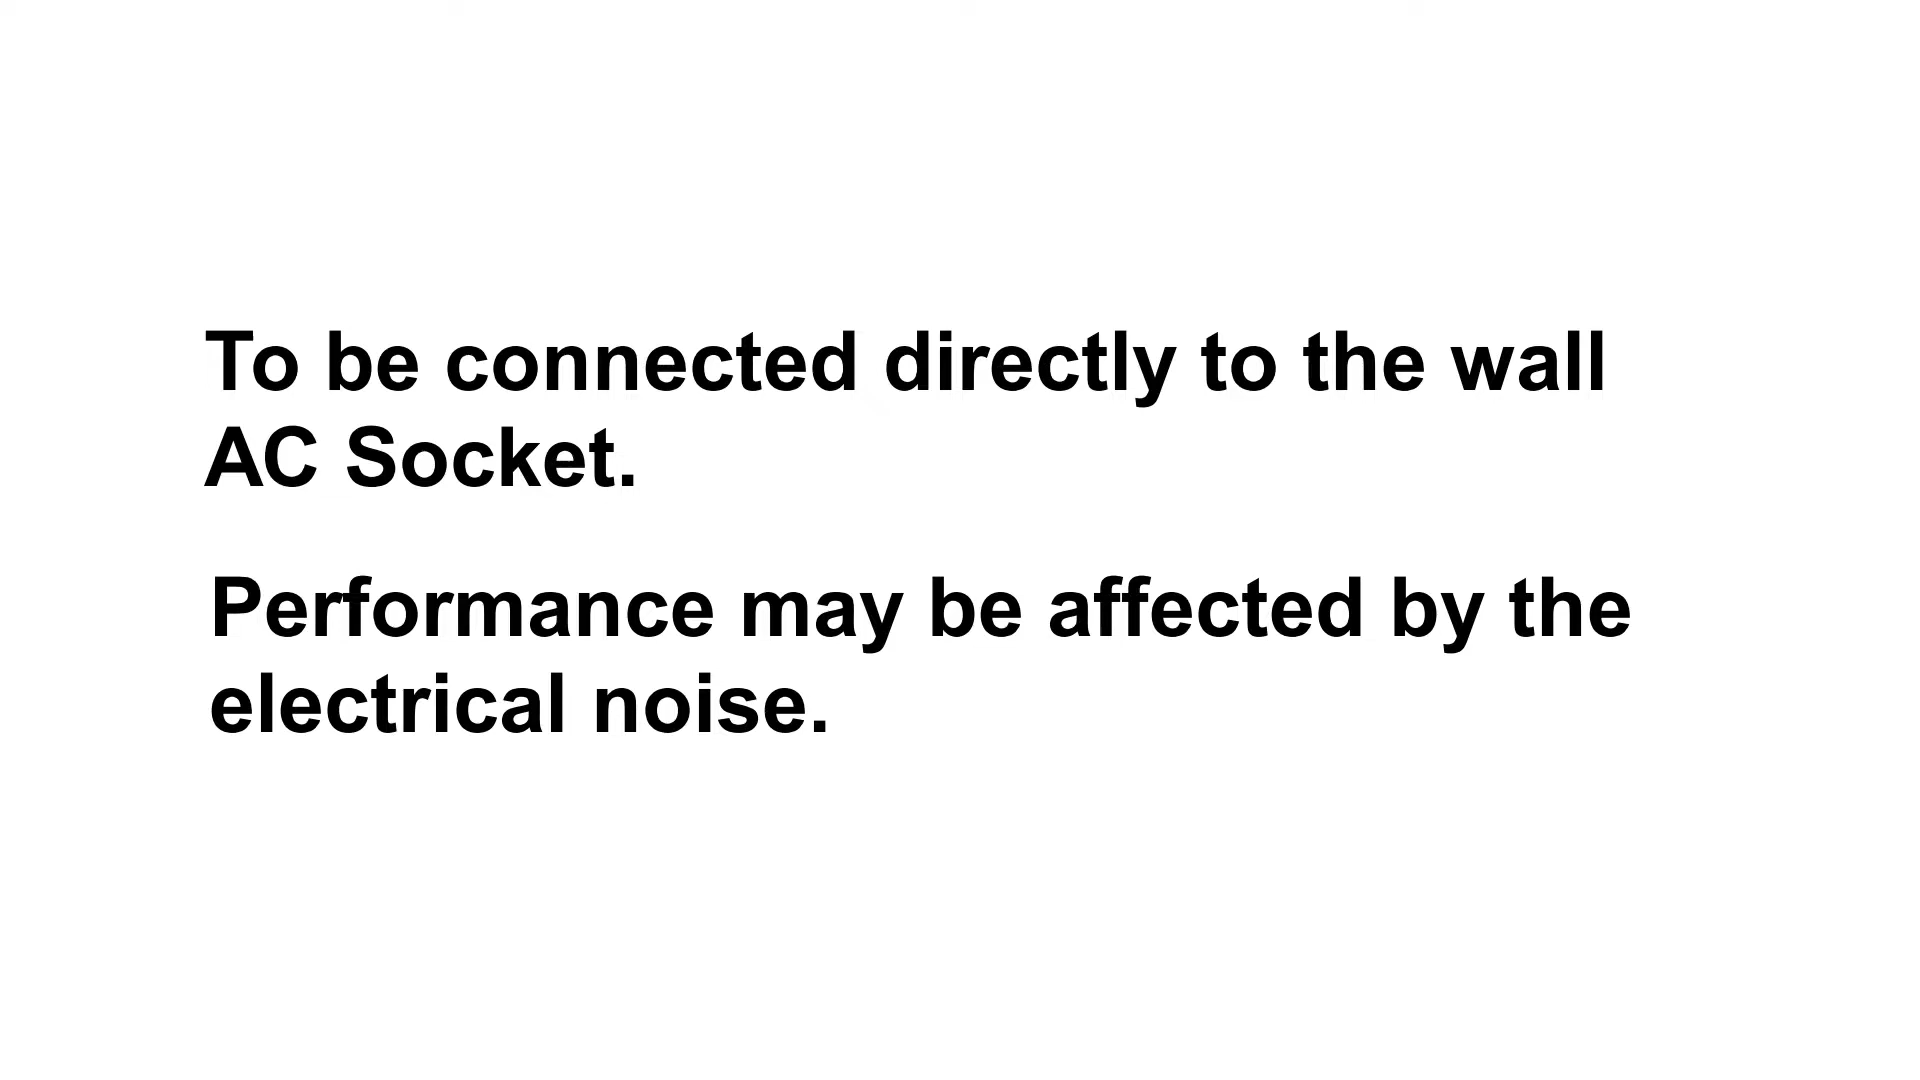 To be connected directly to the wall
AC Socket.
Performance may be affected by the
electrical noise.